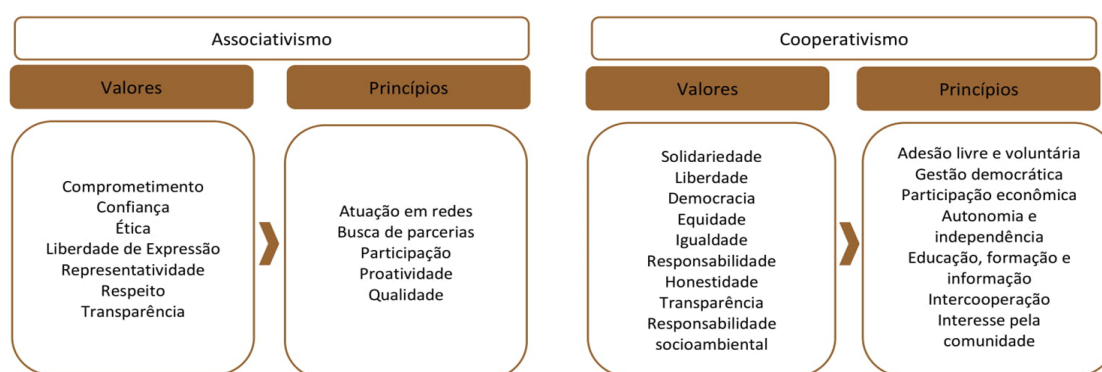 Associativismo
Valores
Princípios
Comprometimento
Confiança
Ética
Liberdade de Expressão
Representatividade
Respeito
Transparência
Atuação em redes
Busca de parcerias
Participação
Proatividade
Qualidade
Cooperativismo
Valores
Princípios
Solidariedade
Liberdade
Democracia
Equidade
Igualdade
Responsabilidade
Honestidade
Transparência
Responsabilidade
socioambiental
Adesão livre e voluntária
Gestão democrática
Participação econômica
Autonomia e
independência
Educação, formação e
informação
Intercooperação
Interesse pela
comunidade